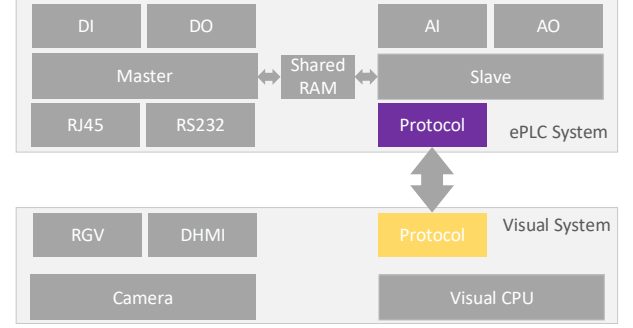 DI
DO
AI
AO
Master
Shared
RAM
Slave
RJ45
RS232
Protocol
ePLC System
RGV
DHMI
Protocol
Visual System
Camera
Visual CPU